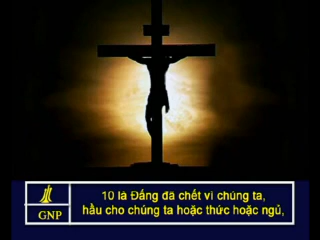 10 là Đấng đã chết vì chúng ta,
hầu cho chúng ta hoặc thức hoặc ngủ,
GNP